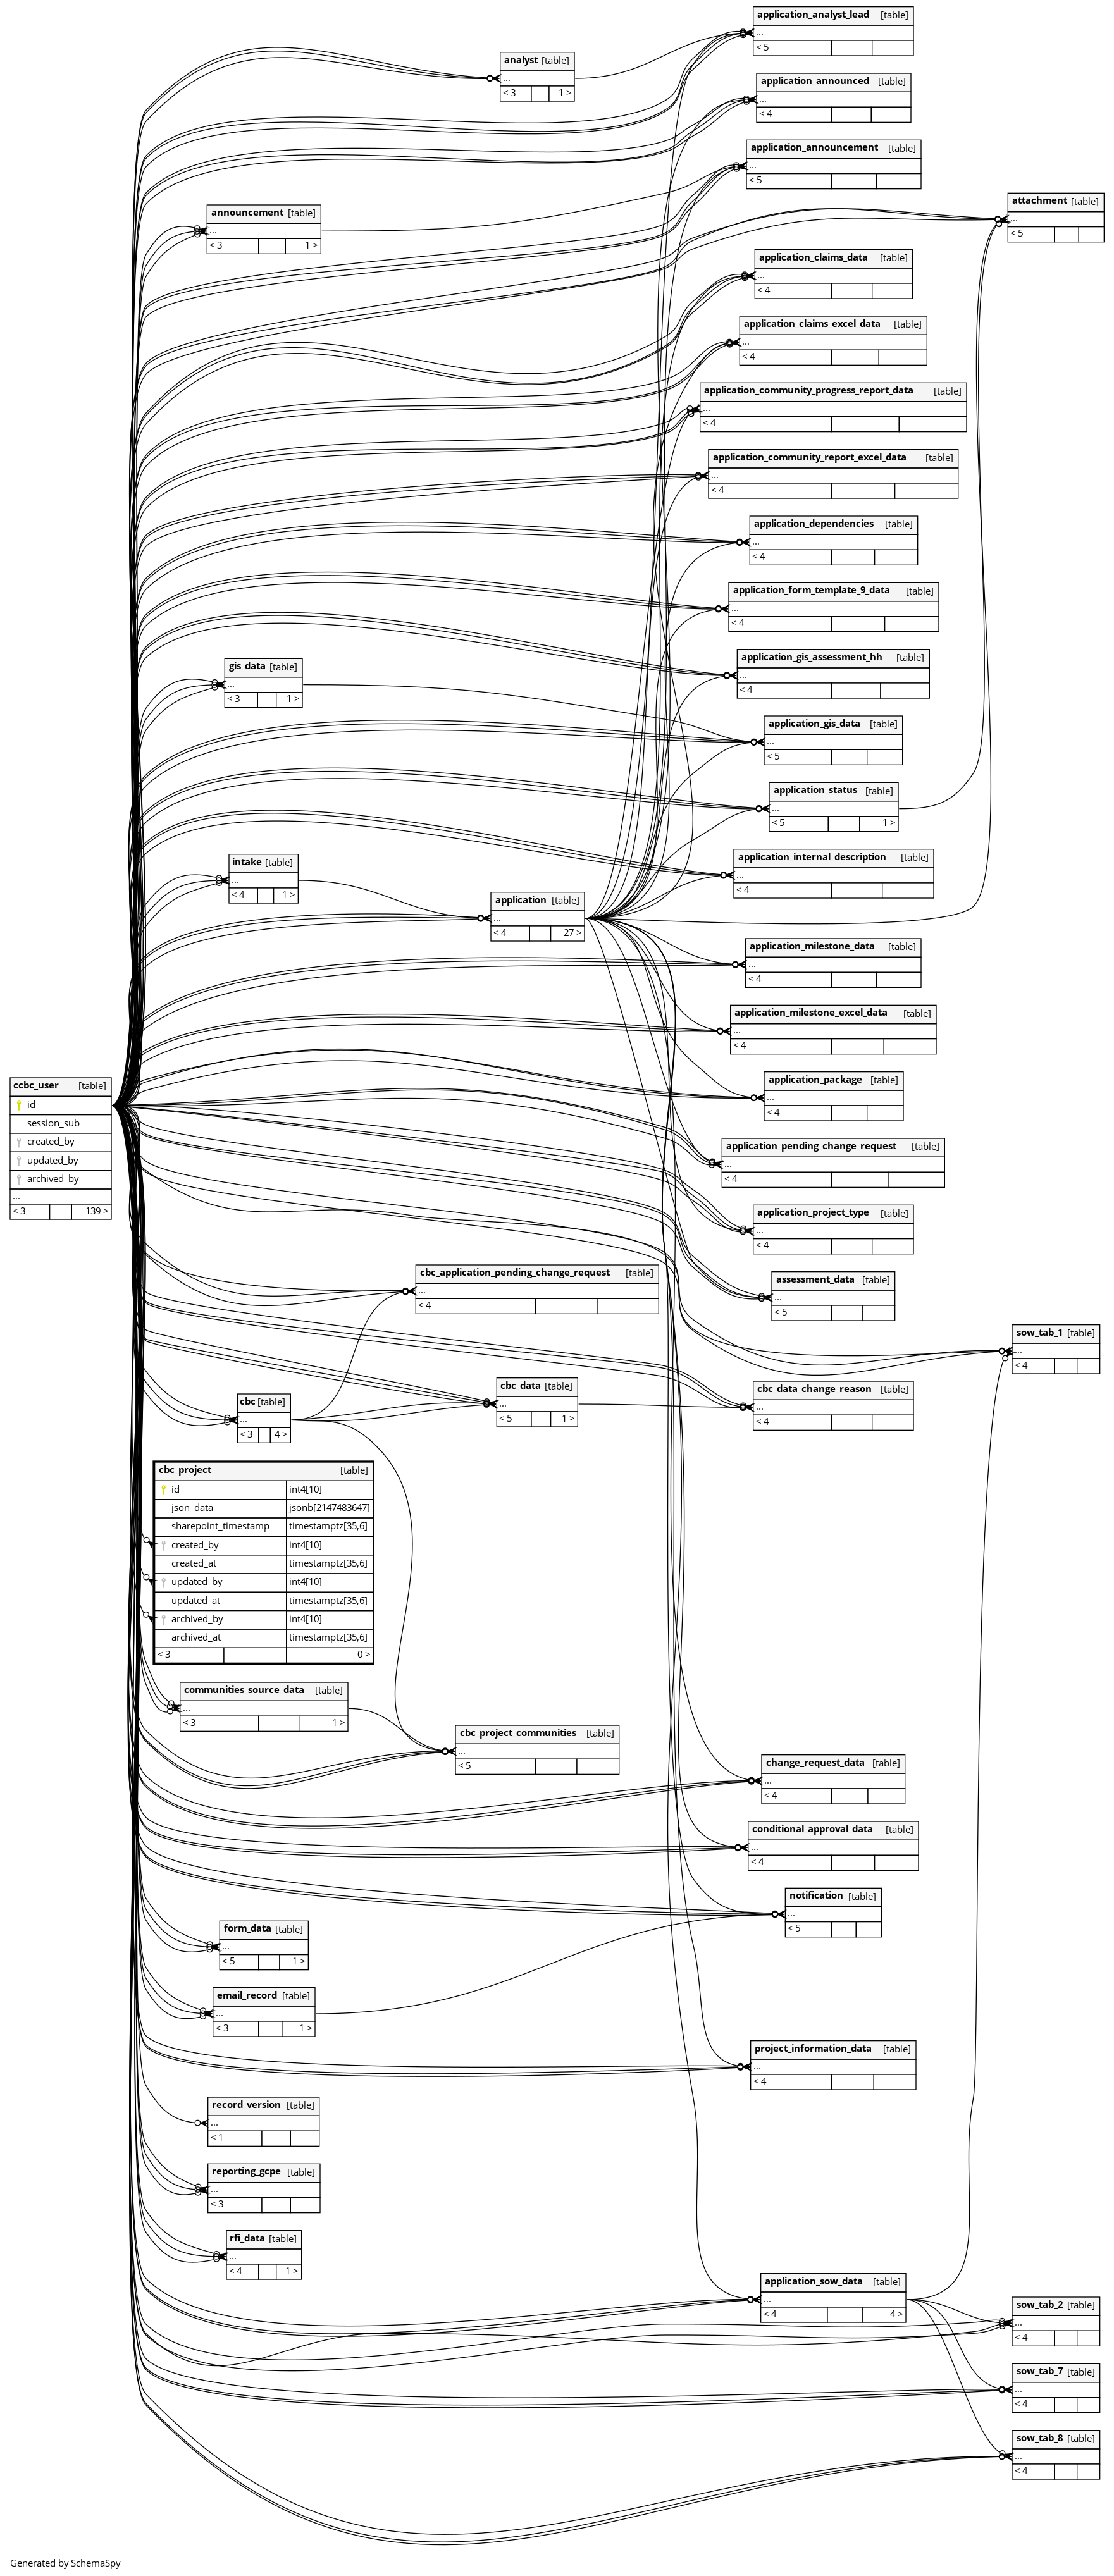 application_analyst_lead [table]
...
< 5
analyst [table]
...
< 3 1 >
application_announced [table]
...
< 4
application_announcement [table]
...
< 5
attachment [table]
...
< 5
announcement [table]
...
< 3 1 >
application_claims_data [table]
...
< 4
application_claims_excel_data [table]
...
< 4
application_community_progress_report_data [table]
...
< 4
application_community_report_excel_data [table]
...
< 4
application_dependencies [table]
...
< 4
application_form_template_9_data [table]
...
< 4
application_gis_assessment_hh [table]
...
< 4
gis_data [table]
...
< 3 1 >
application_gis_data [table]
...
< 5
application_status [table]
...
< 5 1 >
application_internal_description [table]
...
< 4
intake [table]
...
< 4 1 >
application [table]
...
< 4 27 >
application_milestone_data [table]
...
< 4
application_milestone_excel_data [table]
...
< 4
application_package [table]
...
< 4
ccbc_user [table]
id
session_sub
created_by
updated_by
archived_by
...
< 3 139 >
application_pending_change_request [table]
...
< 4
application_project_type [table]
...
< 4
cbc_application_pending_change_request [table]
...
< 4
assessment_data [table]
...
< 5
sow_tab_1 [table]
...
< 4
cbc [table]
...
< 3 4 >
cbc_data [table]
...
< 5 1 >
cbc_data_change_reason [table]
...
< 4
cbc_project [table]
id int4[10]
json_data jsonb[2147483647]
sharepoint_timestamp timestamptz[35,6]
created_by int4[10]
created_at timestamptz[35,6]
updated_by int4[10]
updated_at timestamptz[35,6]
archived_by int4[10]
archived_at timestamptz[35,6]
< 3 0 >
communities_source_data [table]
...
< 3 1 >
cbc_project_communities [table]
...
< 5
change_request_data [table]
...
< 4
conditional_approval_data [table]
...
< 4
notification [table]
...
< 5
form_data [table]
...
< 5 1 >
email_record [table]
...
< 3 1 >
project_information_data [table]
...
< 4
record_version [table]
...
< 1
reporting_gcpe [table]
...
< 3
rfi_data [table]
...
< 4 1 >
application_sow_data [table]
...
< 4 4 >
sow_tab_2 [table]
...
< 4
sow_tab_7 [table]
...
< 4
sow_tab_8 [table]
...
< 4
Generated by SchemaSpy